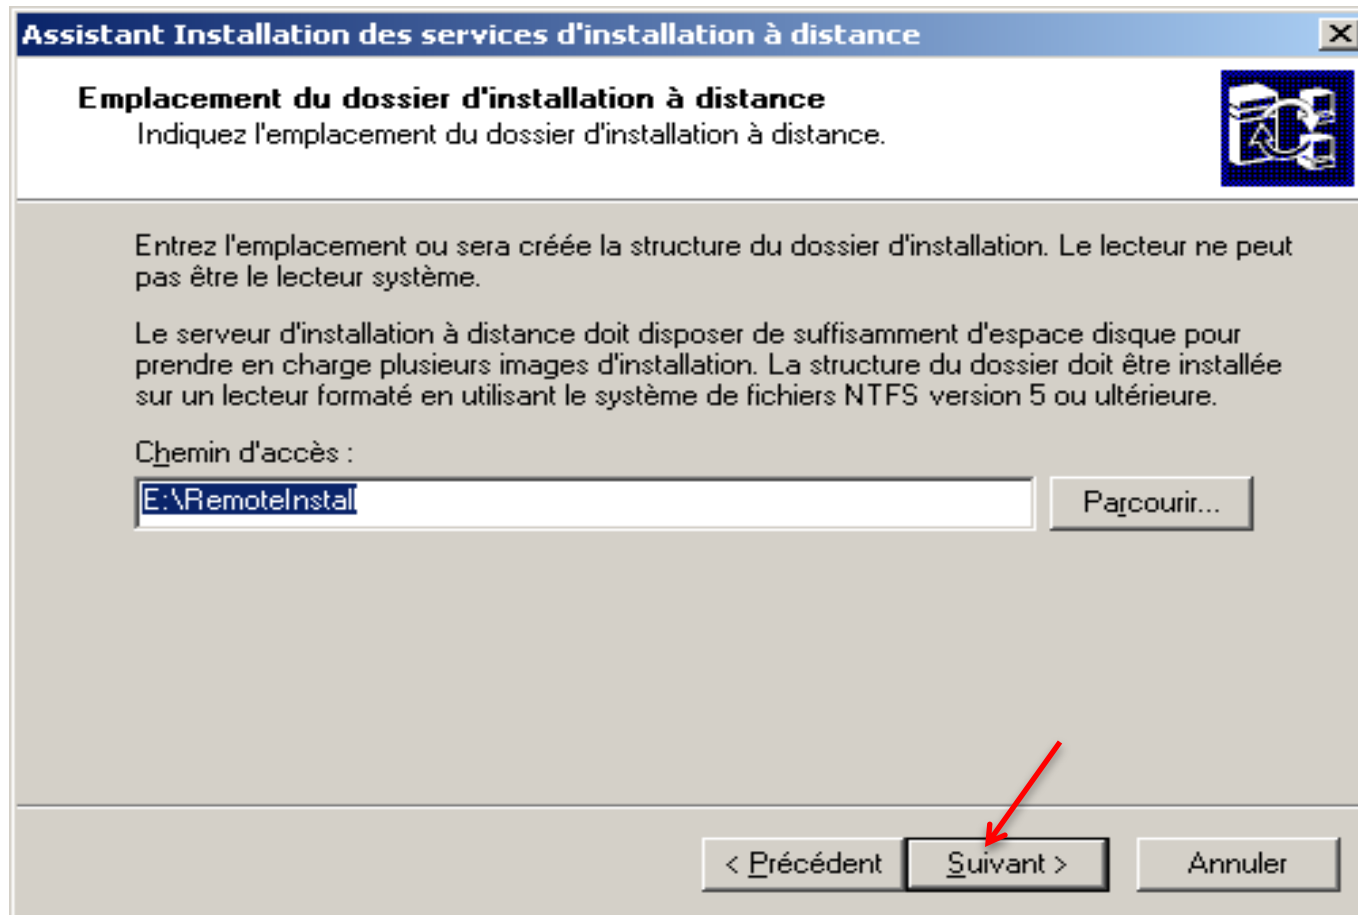 Assistant Installation des services d'installation à distance
Emplacement du dossier d'installation à distance
Indiquez l'emplacement du dossier d'installation à distance.
Entrez l'emplacement ou sera créée la structure du dossier d'installation. Le lecteur ne peut
pas être le lecteur système.
Le serveur d'installation à distance doit disposer de suffisamment d'espace disque pour
prendre en charge plusieurs images d'installation. La structure du dossier doit être installée
sur un lecteur formaté en utilisant le système de fichiers NTFS version 5 ou ultérieure.
Chemin d'accès :
E:\RemoteInstall
Parcourir...
< Précédent
Suivant >
Annuler